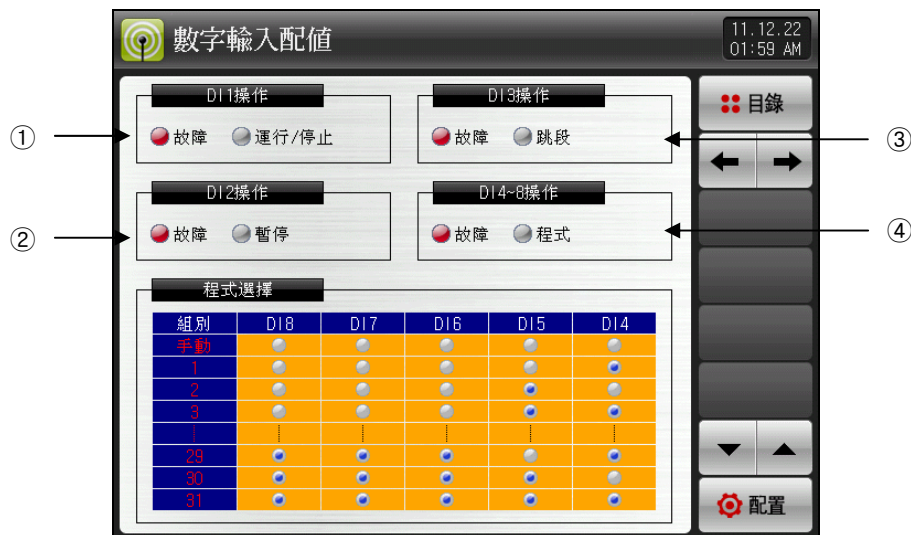 數字輸入配值
11.12.22
01:59 AM
DI1操作
故障 運行/停止
DI3操作
故障 跳段
DI2操作
故障 暫停
DI4~8操作
故障 程式
程式選擇
組別 DI8 DI7 DI6 DI5 DI4
手動
1
2
3
29
30
31
目錄
配置
①
②
③
④